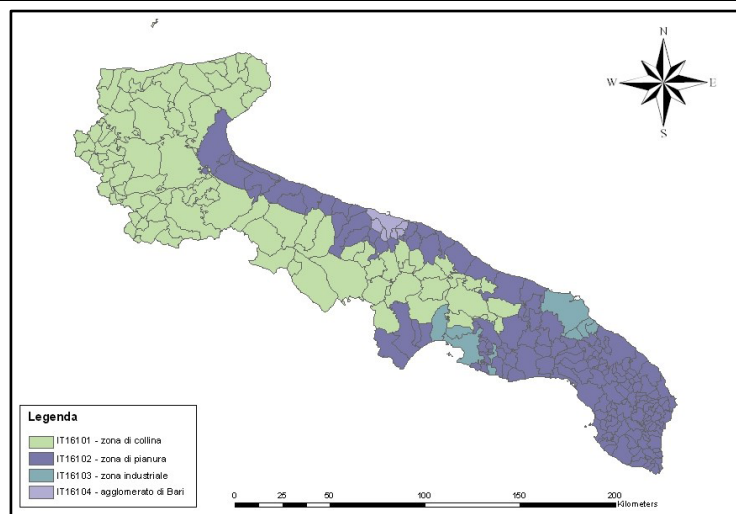 N
W E
S
Legenda
IT16101 - zona di collina
IT16102 - zona di pianura
IT16103 - zona industriale
IT16104 - agglomerato di Bari
0 25 50 100 150 200
Kilometers